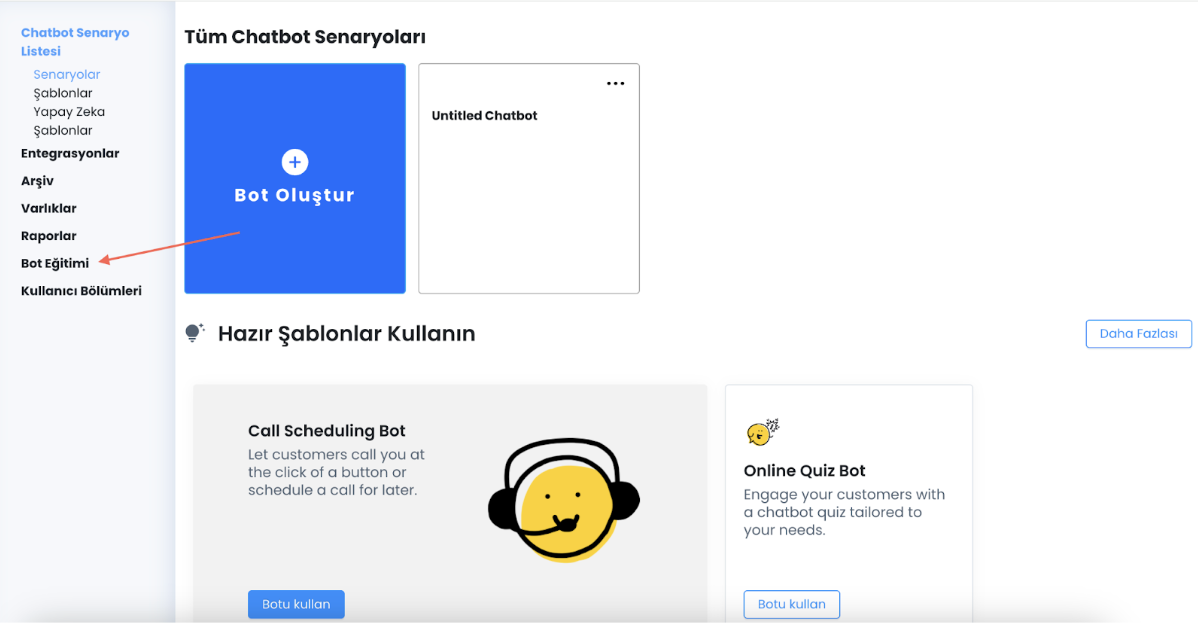 Chatbot Senaryo
Listesi
Senaryolar
Şablonlar
Yapay Zeka
Şablonlar
Entegrasyonlar
Arşiv
Varlıklar
Raporlar
Bot Eğitimi
Kullanıcı Bölümleri
Tüm Chatbot Senaryoları
Bot Oluştur
Untitled Chatbot
Hazır Şablonlar Kullanın
Daha Fazlası
Call Scheduling Bot
Let customers call you at
the click of a button or
schedule a call for later.
Botu kullan
Online Quiz Bot
Engage your customers with
a chatbot quiz tailored to
your needs.
Botu kullan